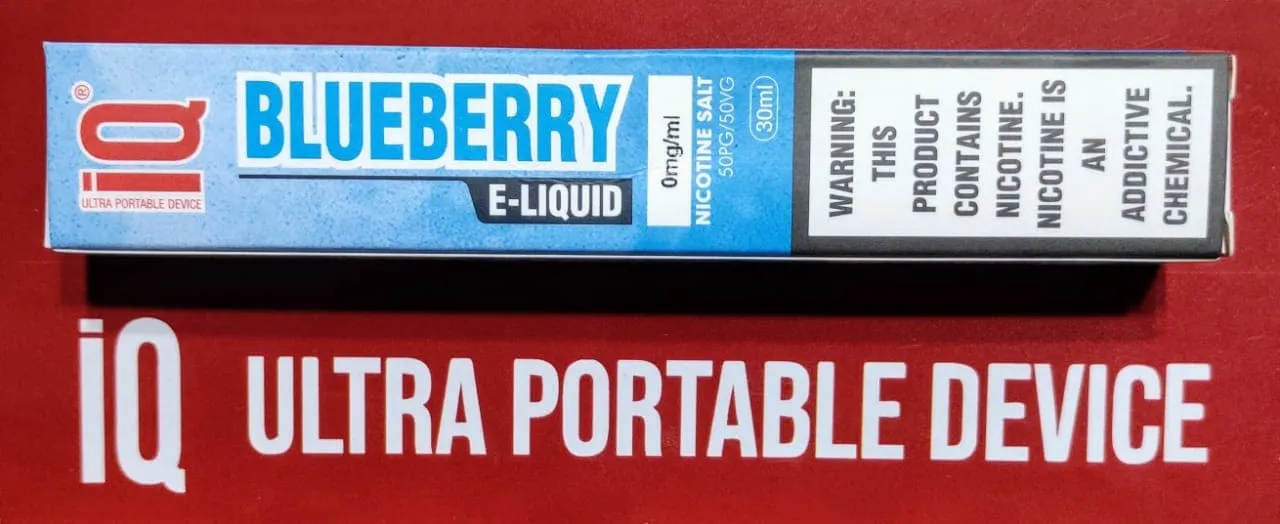 iQ®
ULTRA PORTABLE DEVICE
BLUEBERRY
E-LIQUID
0mg/ml
NICOTINE SALT
50PG/50VG
30ml
WARNING:
THIS
PRODUCT
CONTAINS
NICOTINE.
NICOTINE IS
AN
ADDICTIVE
CHEMICAL.
iQ ULTRA PORTABLE DEVICE